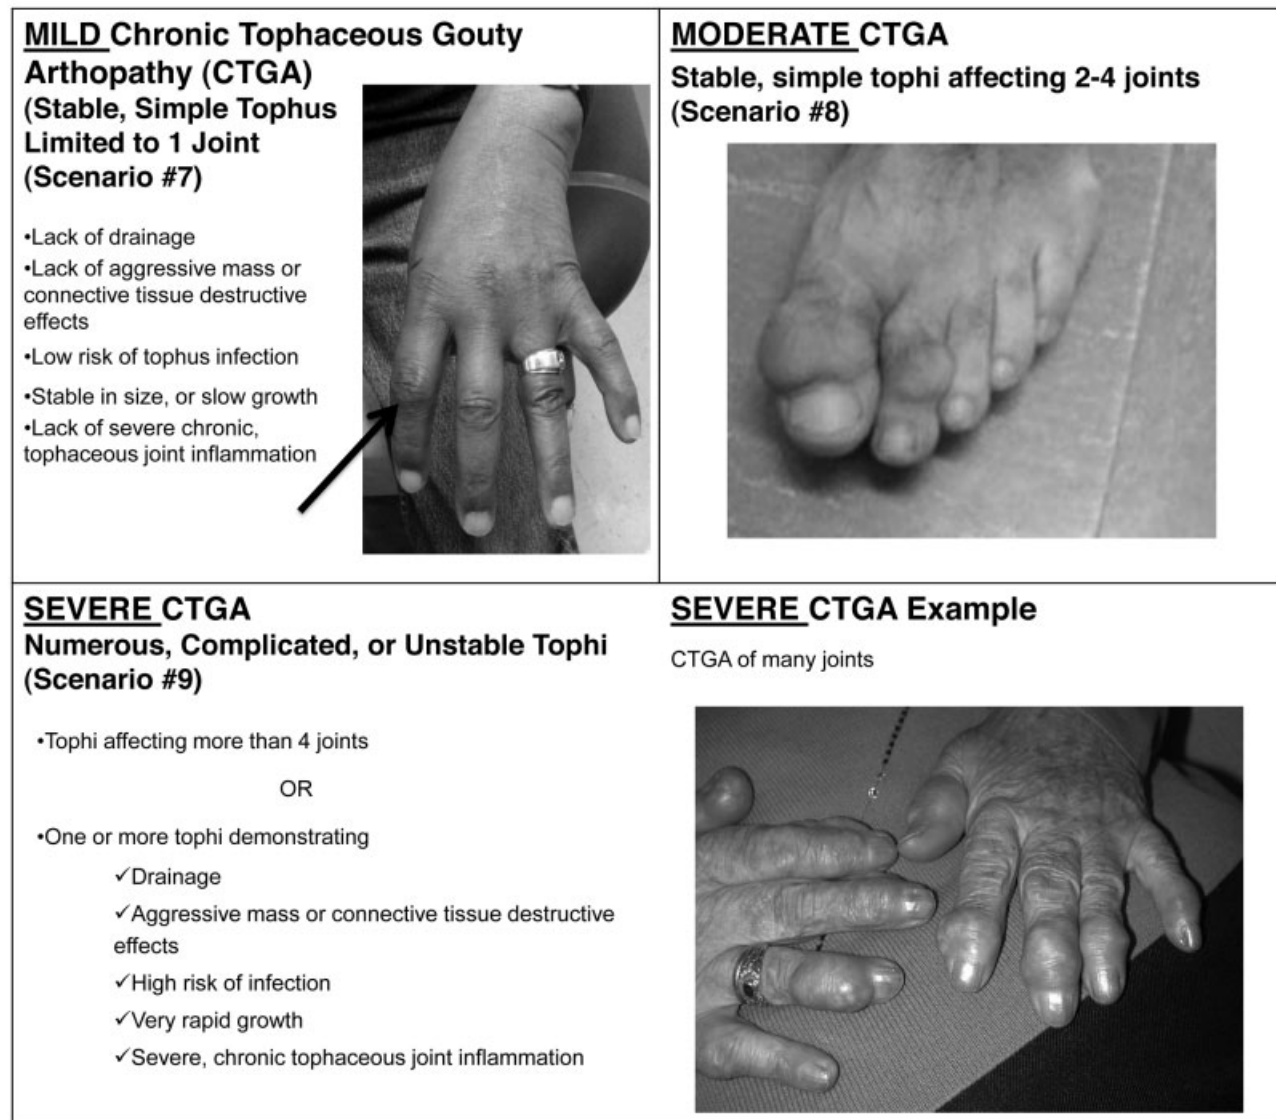 MILD Chronic Tophaceous Gouty
Arthopathy (CTGA)
(Stable, Simple Tophus
Limited to 1 Joint
(Scenario #7)
•Lack of drainage
•Lack of aggressive mass or
connective tissue destructive
effects
•Low risk of tophus infection
•Stable in size, or slow growth
•Lack of severe chronic,
tophaceous joint inflammation
MODERATE CTGA
Stable, simple tophi affecting 2-4 joints
(Scenario #8)
SEVERE CTGA
Numerous, Complicated, or Unstable Tophi
(Scenario #9)
•Tophi affecting more than 4 joints
OR
•One or more tophi demonstrating
✓Drainage
✓Aggressive mass or connective tissue destructive
effects
✓High risk of infection
✓Very rapid growth
✓Severe, chronic tophaceous joint inflammation
SEVERE CTGA Example
CTGA of many joints